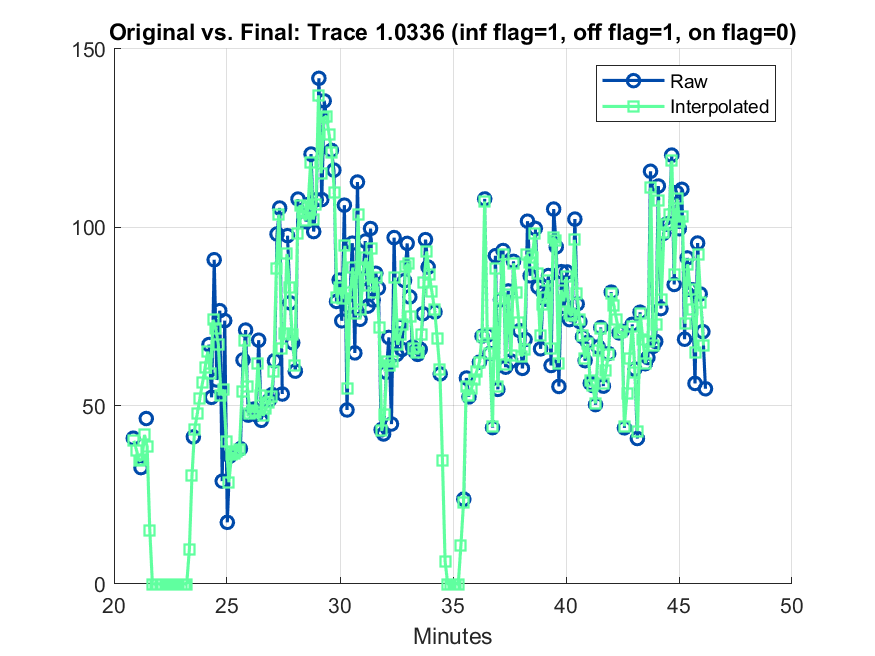 Original vs. Final: Trace 1.0336 (inf flag=1, off flag=1, on flag=0)
150
Raw
Interpolated
100
50
0
20 25 30 35 40 45 50
Minutes